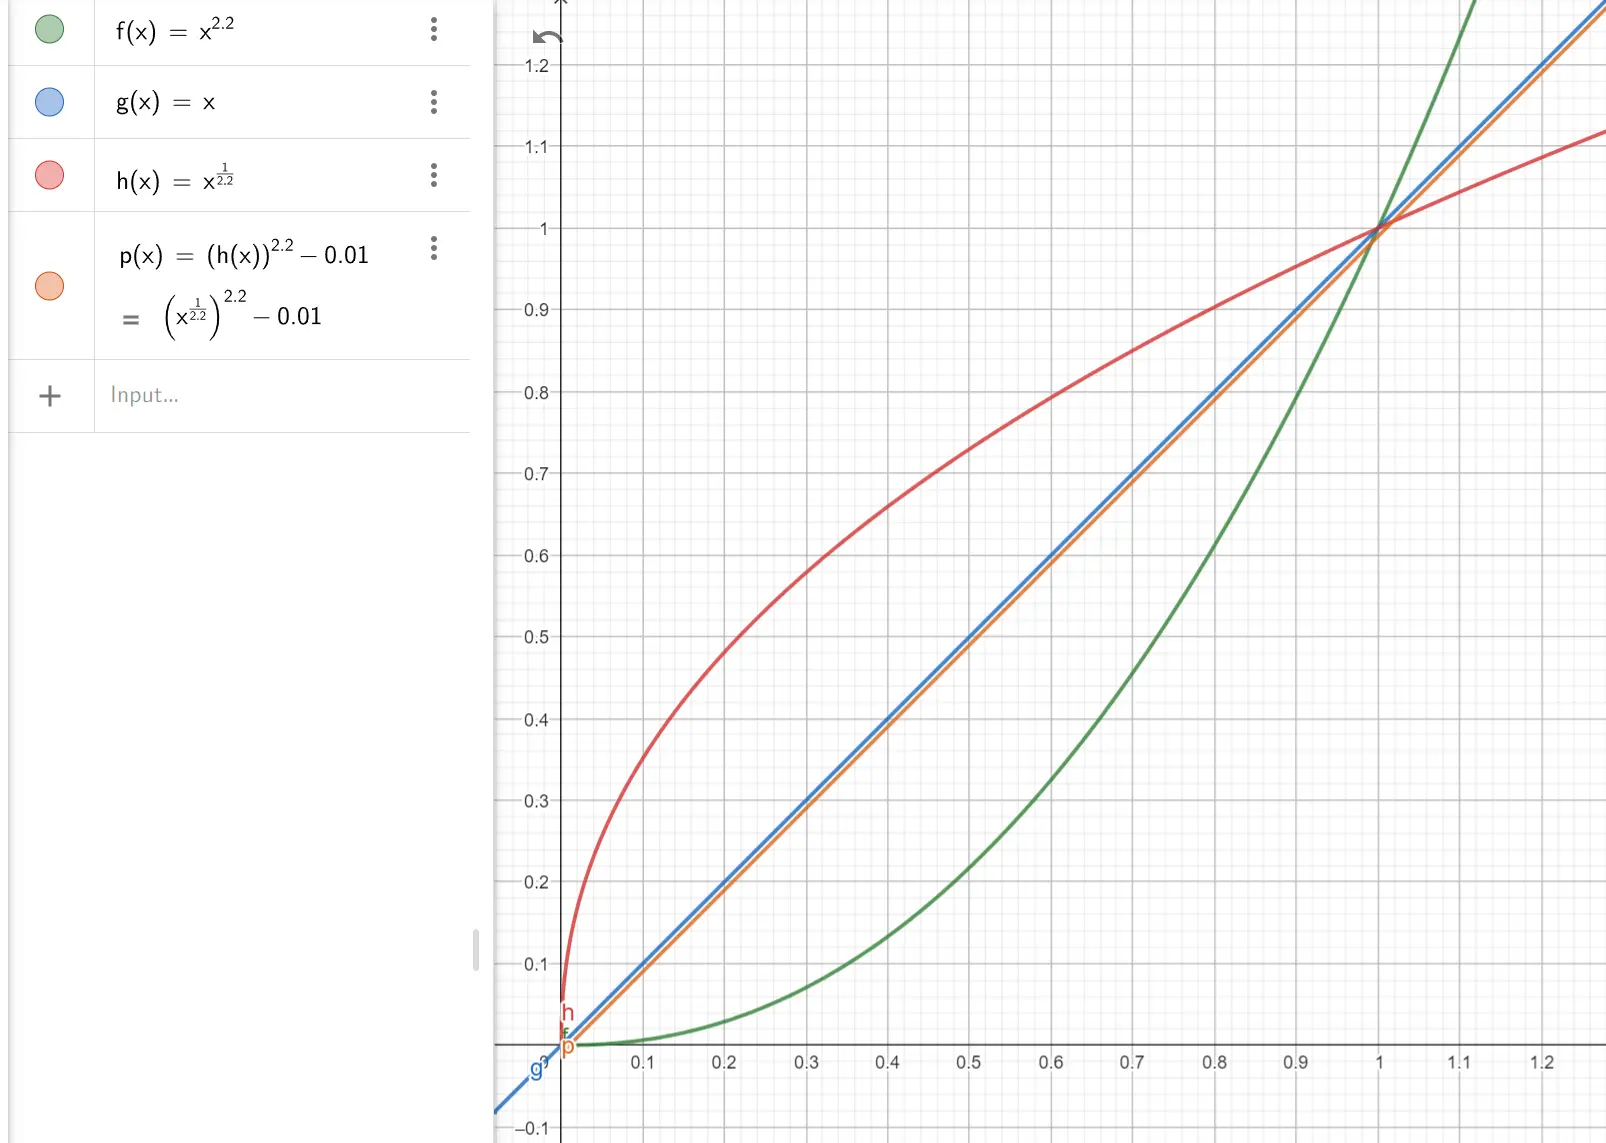 f(x) = x^2.2
g(x) = x
h(x) = x^(1/2.2)
p(x) = (h(x))^2.2 – 0.01
= (x^(1/2.2))^2.2 – 0.01
+ Input...
1.2
1.1
1
0.9
0.8
0.7
0.6
0.5
0.4
0.3
0.2
0.1
h
f
p
g
0 0.1 0.2 0.3 0.4 0.5 0.6 0.7 0.8 0.9 1 1.1 1.2
–0.1